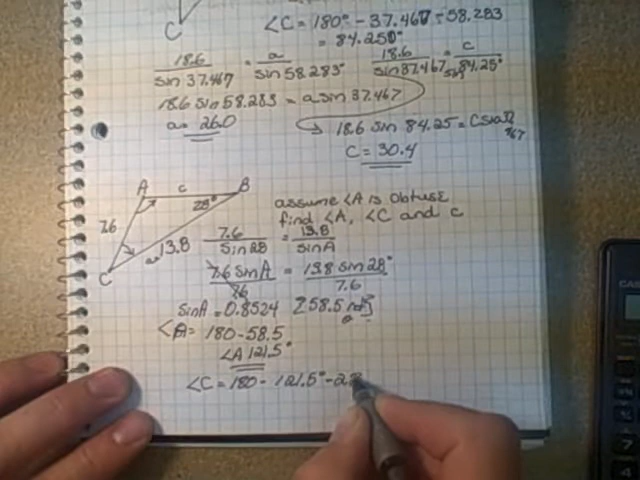 C
∠C = 180° - 37.467 - 58.283
= 84.250°
18.6 / sin 37.467 = a / sin 58.283° 18.6 / sin 37.467 = c / sin 84.25°
18.6 sin 58.283 = a sin 37.467
a = 26.0
→ 18.6 sin 84.25 = c sin 37.467
C = 30.4
A c B
28°
7.6
a = 13.8
C
assume ∠A is obtuse
find ∠A, ∠C and c
7.6 / sin 28 = 13.8 / sin A
7.6 sin A / 7.6 = 13.8 sin 28° / 7.6
sin A = 0.8524 58.5
∠A = 180 - 58.5
∠A 121.5°
∠C = 180 - 121.5° - 28
CAS